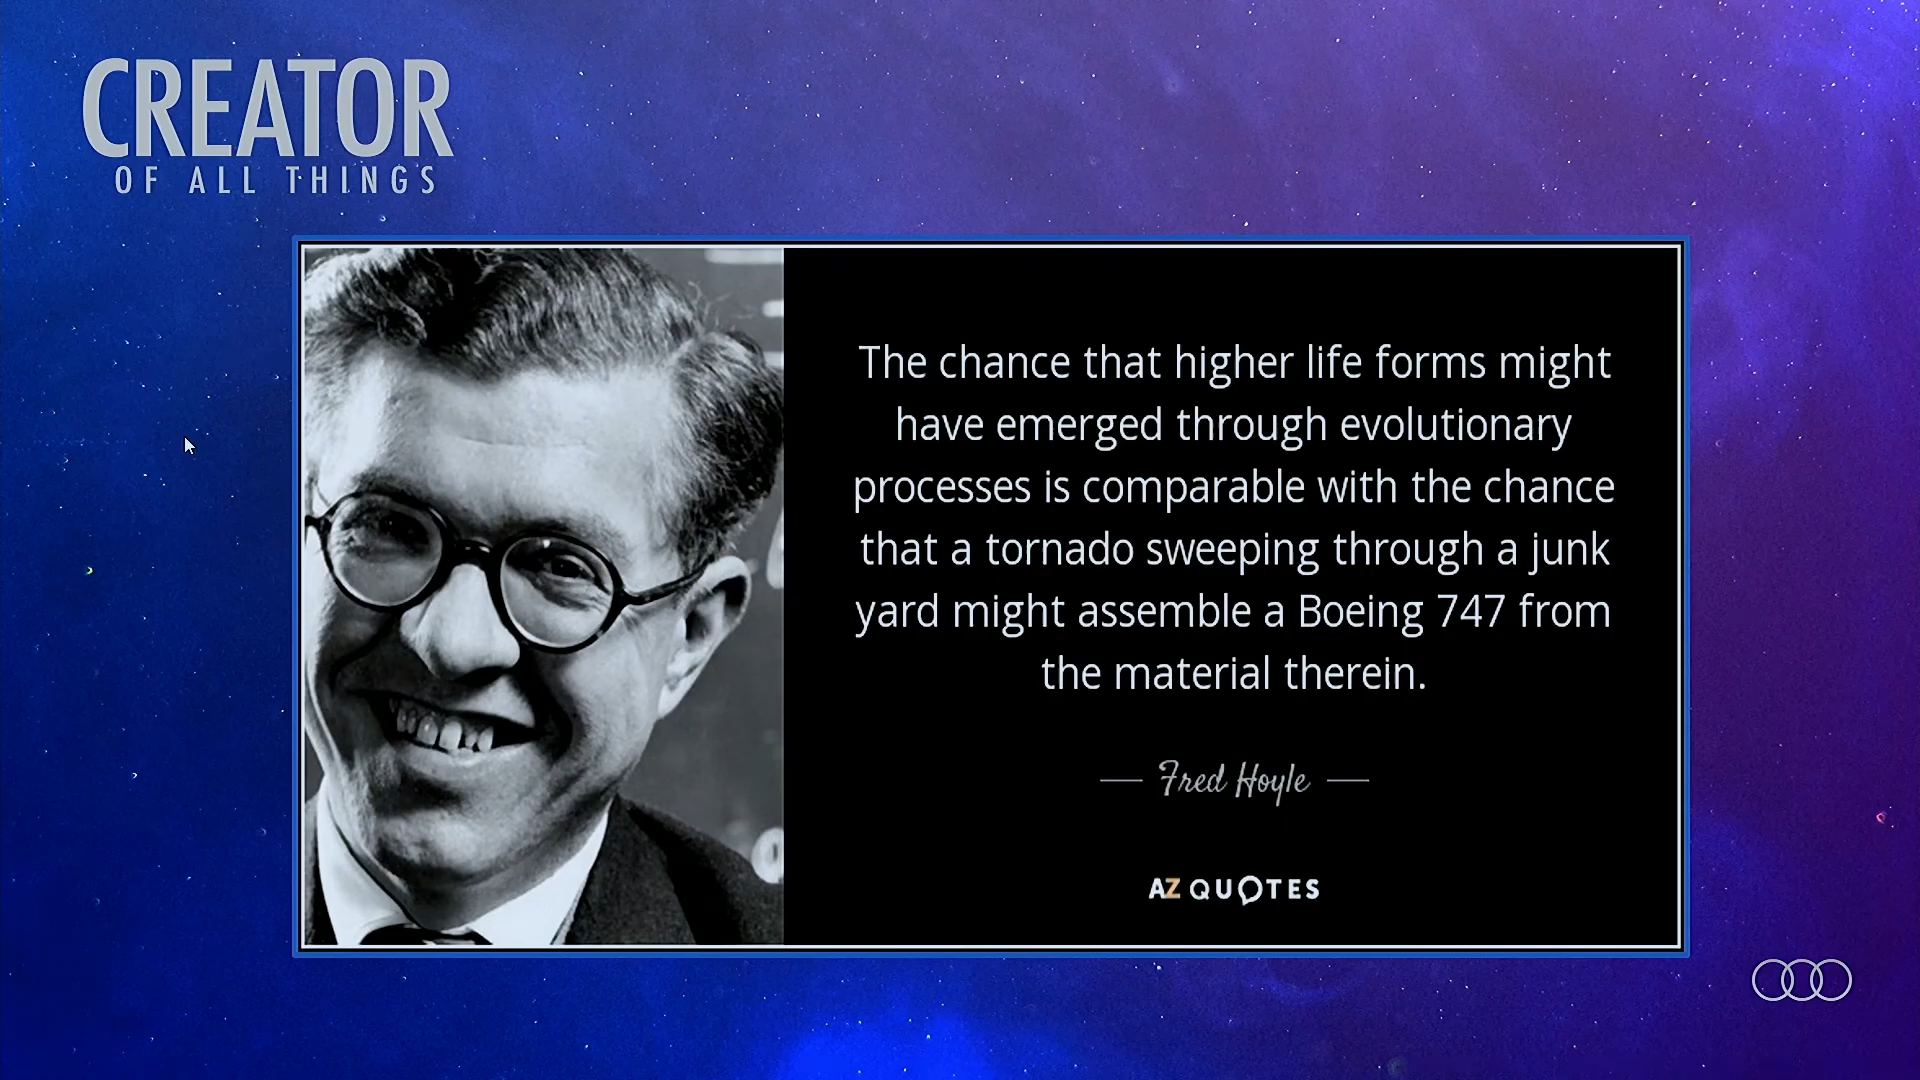 CREATOR
OF ALL THINGS
The chance that higher life forms might
have emerged through evolutionary
processes is comparable with the chance
that a tornado sweeping through a junk
yard might assemble a Boeing 747 from
the material therein.
— Fred Hoyle —
AZ QUOTES